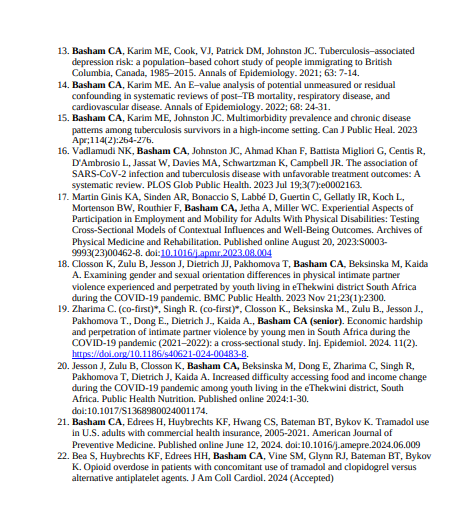 13. Basham CA, Karim ME, Cook, VJ, Patrick DM, Johnston JC. Tuberculosis–associated
depression risk: a population–based cohort study of people immigrating to British
Columbia, Canada, 1985–2015. Annals of Epidemiology. 2021; 63: 7-14.
14. Basham CA, Karim ME. An E–value analysis of potential unmeasured or residual
confounding in systematic reviews of post–TB mortality, respiratory disease, and
cardiovascular disease. Annals of Epidemiology. 2022; 68: 24-31.
15. Basham CA, Karim ME, Johnston JC. Multimorbidity prevalence and chronic disease
patterns among tuberculosis survivors in a high-income setting. Can J Public Heal. 2023
Apr;114(2):264-276.
16. Vadlamudi NK, Basham CA, Johnston JC, Ahmad Khan F, Battista Migliori G, Centis R,
D'Ambrosio L, Jassat W, Davies MA, Schwartzman K, Campbell JR. The association of
SARS-CoV-2 infection and tuberculosis disease with unfavorable treatment outcomes: A
systematic review. PLOS Glob Public Health. 2023 Jul 19;3(7):e0002163.
17. Martin Ginis KA, Sinden AR, Bonaccio S, Labbé D, Guertin C, Gellatly IR, Koch L,
Mortenson BW, Routhier F, Basham CA, Jetha A, Miller WC. Experiential Aspects of
Participation in Employment and Mobility for Adults With Physical Disabilities: Testing
Cross-Sectional Models of Contextual Influences and Well-Being Outcomes. Archives of
Physical Medicine and Rehabilitation. Published online August 20, 2023:S0003-
9993(23)00462-8. doi:10.1016/j.apmr.2023.08.004
18. Closson K, Zulu B, Jesson J, Dietrich JJ, Pakhomova T, Basham CA, Beksinska M, Kaida
A. Examining gender and sexual orientation differences in physical intimate partner
violence experienced and perpetrated by youth living in eThekwini district South Africa
during the COVID-19 pandemic. BMC Public Health. 2023 Nov 21;23(1):2300.
19. Zharima C. (co-first)*, Singh R. (co-first)*, Closson K., Beksinska M., Zulu B., Jesson J.,
Pakhomova T., Dong E., Dietrich J., Kaida A., Basham CA (senior). Economic hardship
and perpetration of intimate partner violence by young men in South Africa during the
COVID-19 pandemic (2021–2022): a cross-sectional study. Inj. Epidemiol. 2024. 11(2).
https://doi.org/10.1186/s40621-024-00483-8.
20. Jesson J, Zulu B, Closson K, Basham CA, Beksinska M, Dong E, Zharima C, Singh R,
Pakhomova T, Dietrich J, Kaida A. Increased difficulty accessing food and income change
during the COVID-19 pandemic among youth living in the eThekwini district, South
Africa. Public Health Nutrition. Published online 2024:1-30.
doi:10.1017/S1368980024001174.
21. Basham CA, Edrees H, Huybrechts KF, Hwang CS, Bateman BT, Bykov K. Tramadol use
in U.S. adults with commercial health insurance, 2005-2021. American Journal of
Preventive Medicine. Published online June 12, 2024. doi:10.1016/j.amepre.2024.06.009
22. Bea S, Huybrechts KF, Edrees HH, Basham CA, Vine SM, Glynn RJ, Bateman BT, Bykov
K. Opioid overdose in patients with concomitant use of tramadol and clopidogrel versus
alternative antiplatelet agents. J Am Coll Cardiol. 2024 (Accepted)